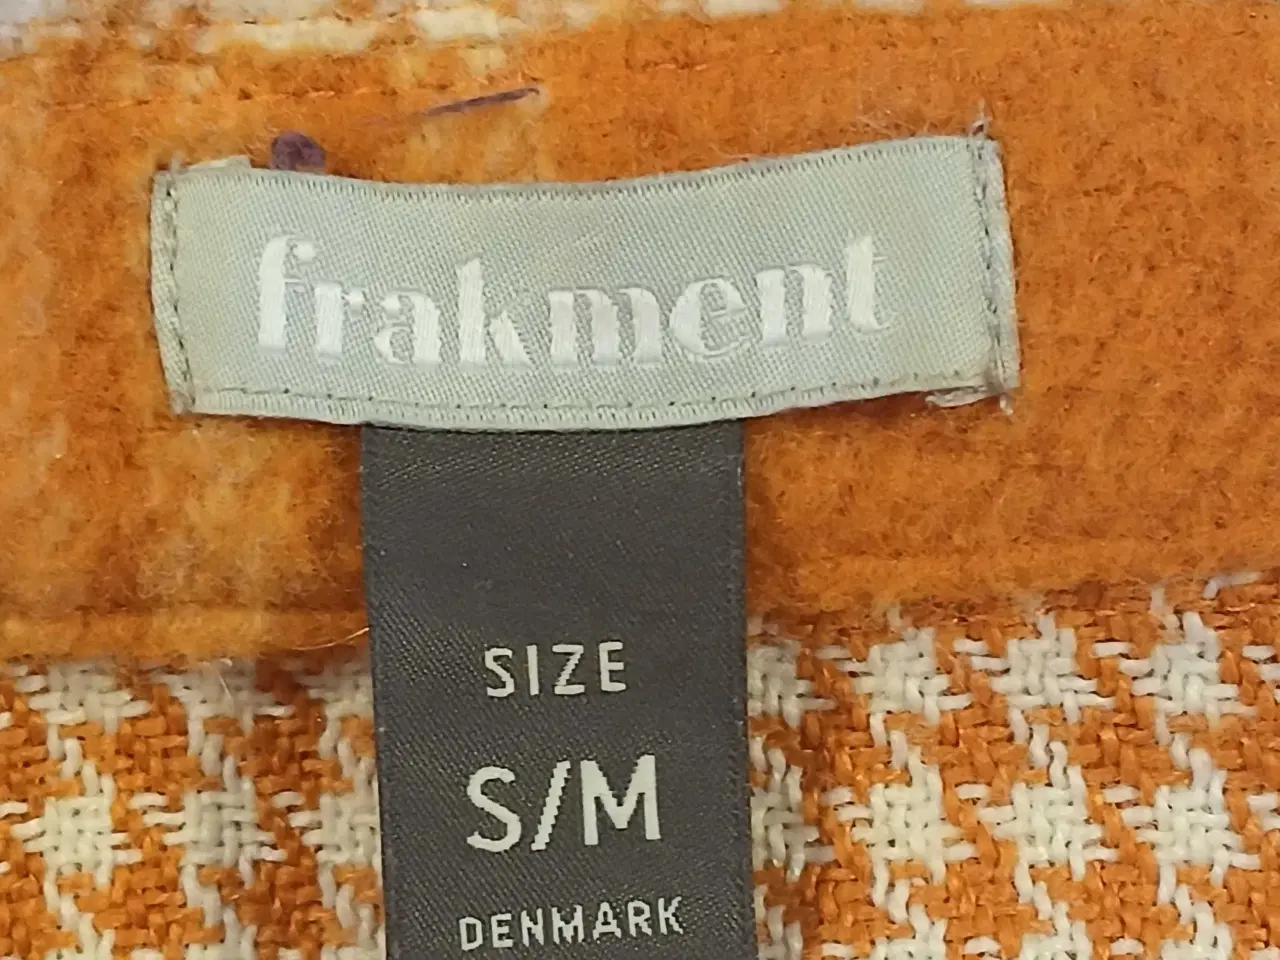 frakment
SIZE
S/M
DENMARK